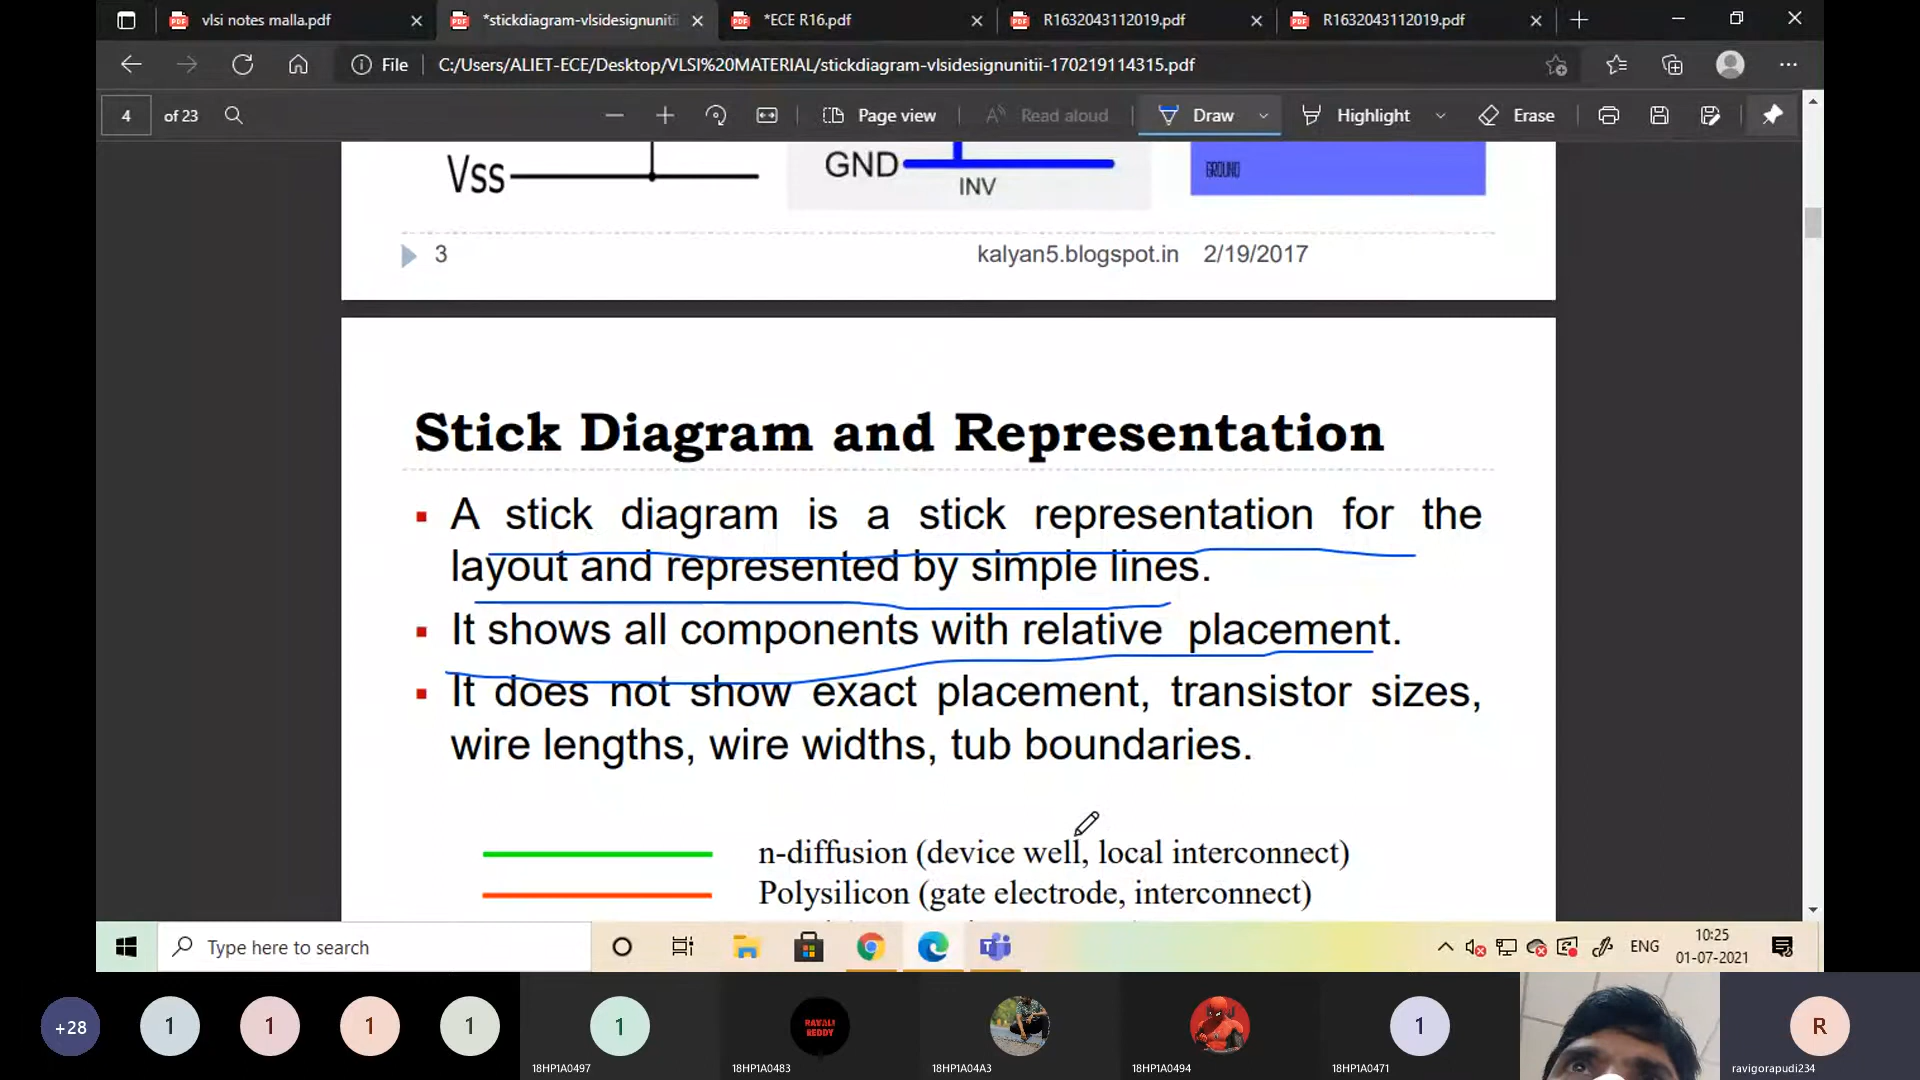 vlsi notes malla.pdf
*stickdiagram-vlsidesignunitii
*ECE R16.pdf
R1632043112019.pdf
R1632043112019.pdf
File
C:/Users/ALIET-ECE/Desktop/VLSI%20MATERIAL/stickdiagram-vlsidesignunitii-170219114315.pdf
4 of 23
Page view
Read aloud
Draw
Highlight
Erase
Vss
GND
INV
GROUND
3
kalyan5.blogspot.in 2/19/2017
Stick Diagram and Representation
A stick diagram is a stick representation for the
layout and represented by simple lines.
It shows all components with relative placement.
It does not show exact placement, transistor sizes,
wire lengths, wire widths, tub boundaries.
n-diffusion (device well, local interconnect)
Polysilicon (gate electrode, interconnect)
Type here to search
ENG
10:25
01-07-2021
+28
1
1
1
1
1
RAYALI
REDDY
1
R
18HP1A0497
18HP1A0483
18HP1A04A3
18HP1A0494
18HP1A0471
ravigorapudi234